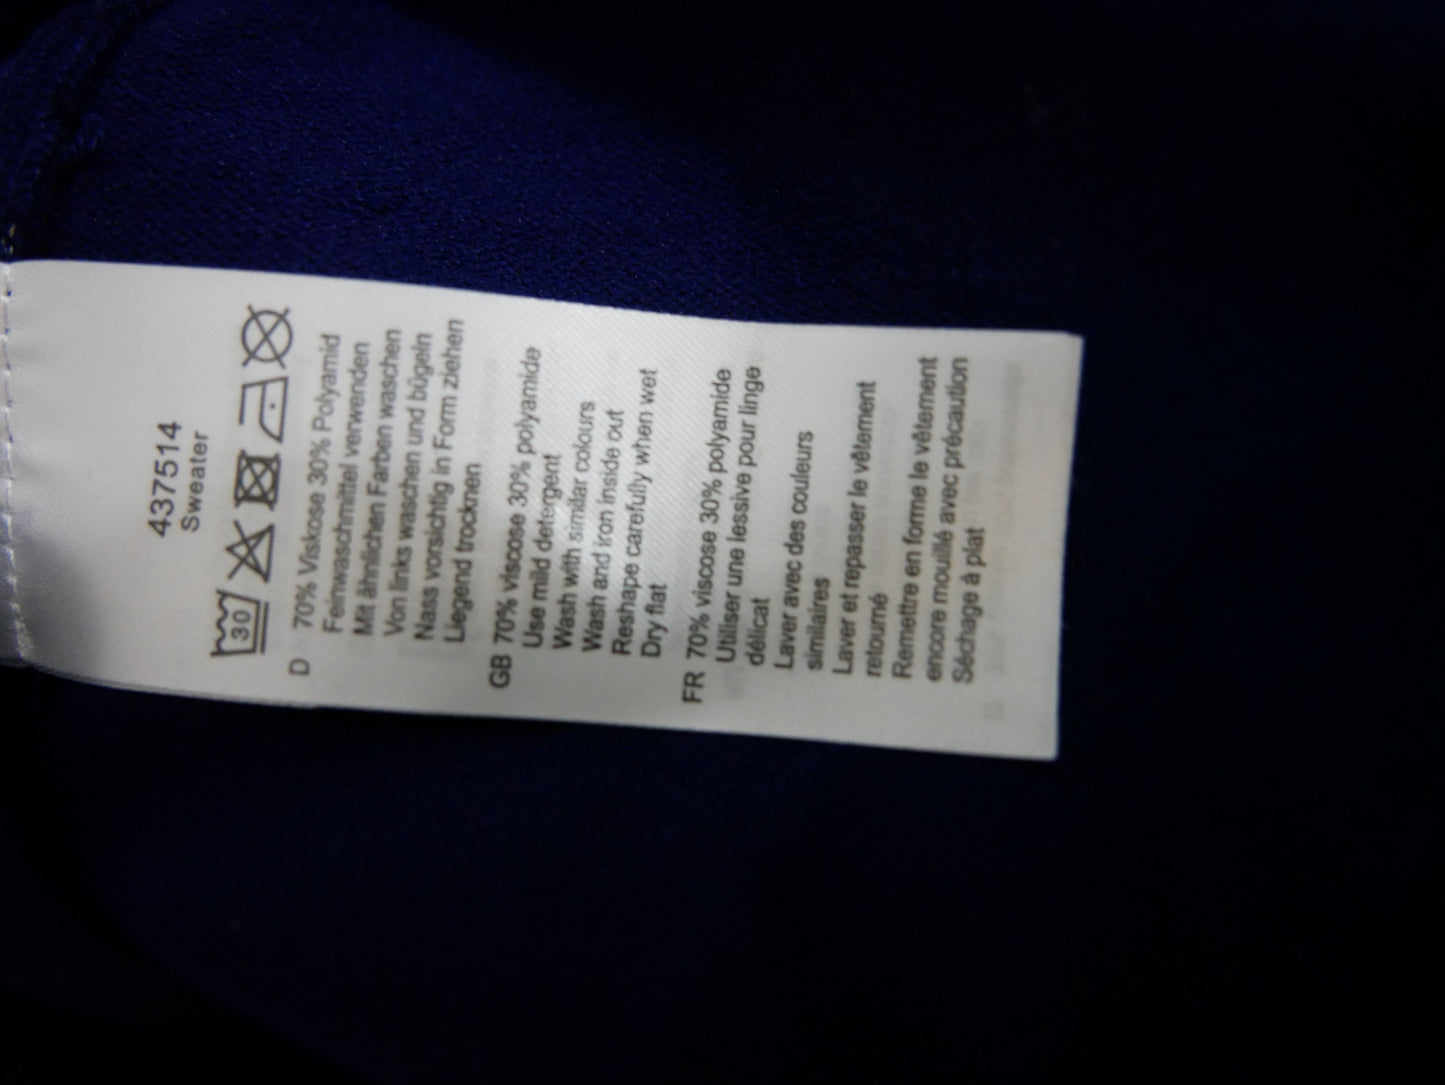 437514
Sweater
30
D 70% Viskose 30% Polyamid
Feinwaschmittel verwenden
Mit ähnlichen Farben waschen
Von links waschen und bügeln
Nass vorsichtig in Form ziehen
Liegend trocknen
GB 70% viscose 30% polyamide
Use mild detergent
Wash with similar colours
Wash and iron inside out
Reshape carefully when wet
Dry flat
FR 70% viscose 30% polyamide
Utiliser une lessive pour linge
délicat
Laver avec des couleurs
similaires
Laver et repasser le vêtement
retourné
Remettre en forme le vêtement
encore mouillé avec précaution
Séchage à plat